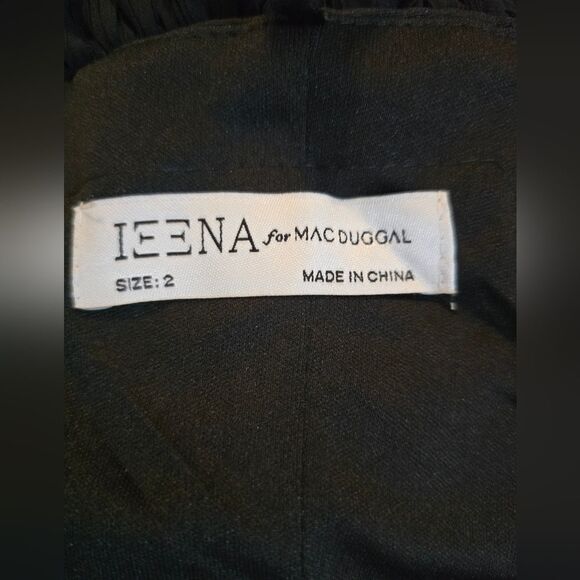 IEENA for MAC DUGGAL
SIZE: 2 MADE IN CHINA